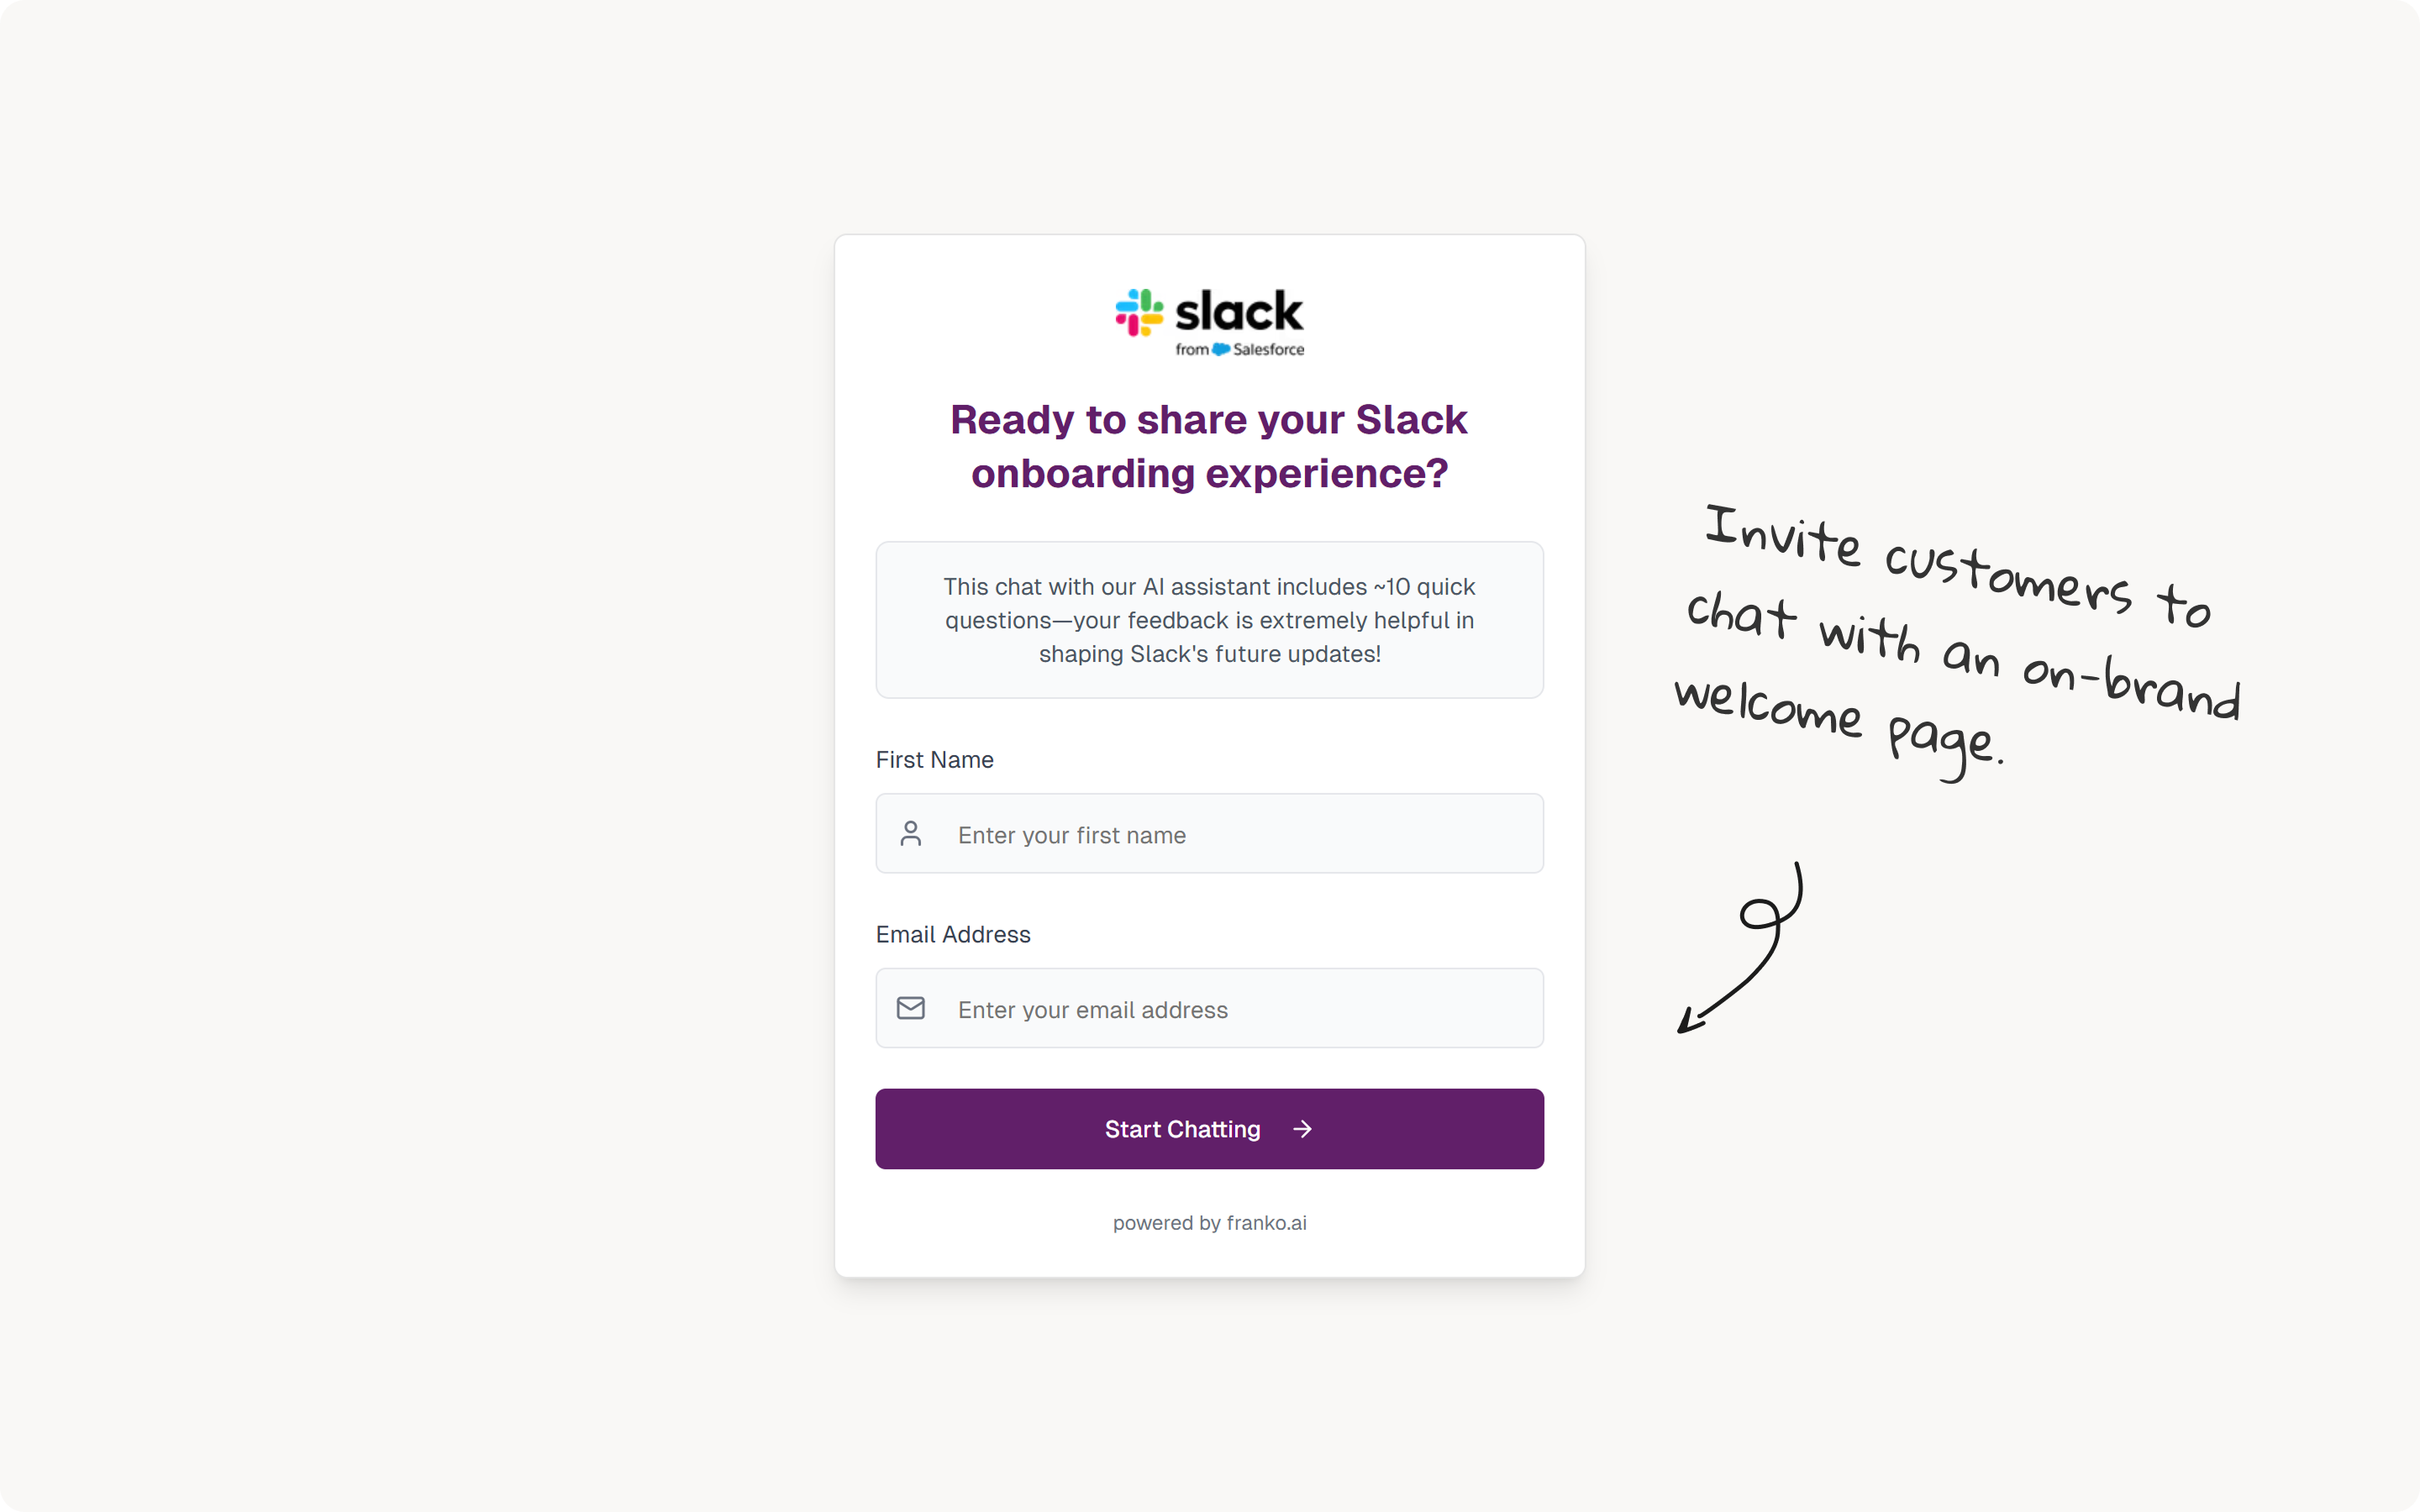 slack
from Salesforce
Ready to share your Slack
onboarding experience?
This chat with our AI assistant includes ~10 quick
questions—your feedback is extremely helpful in
shaping Slack's future updates!
First Name
Enter your first name
Email Address
Enter your email address
Start Chatting
powered by franko.ai
Invite customers to
chat with an on-brand
welcome page.